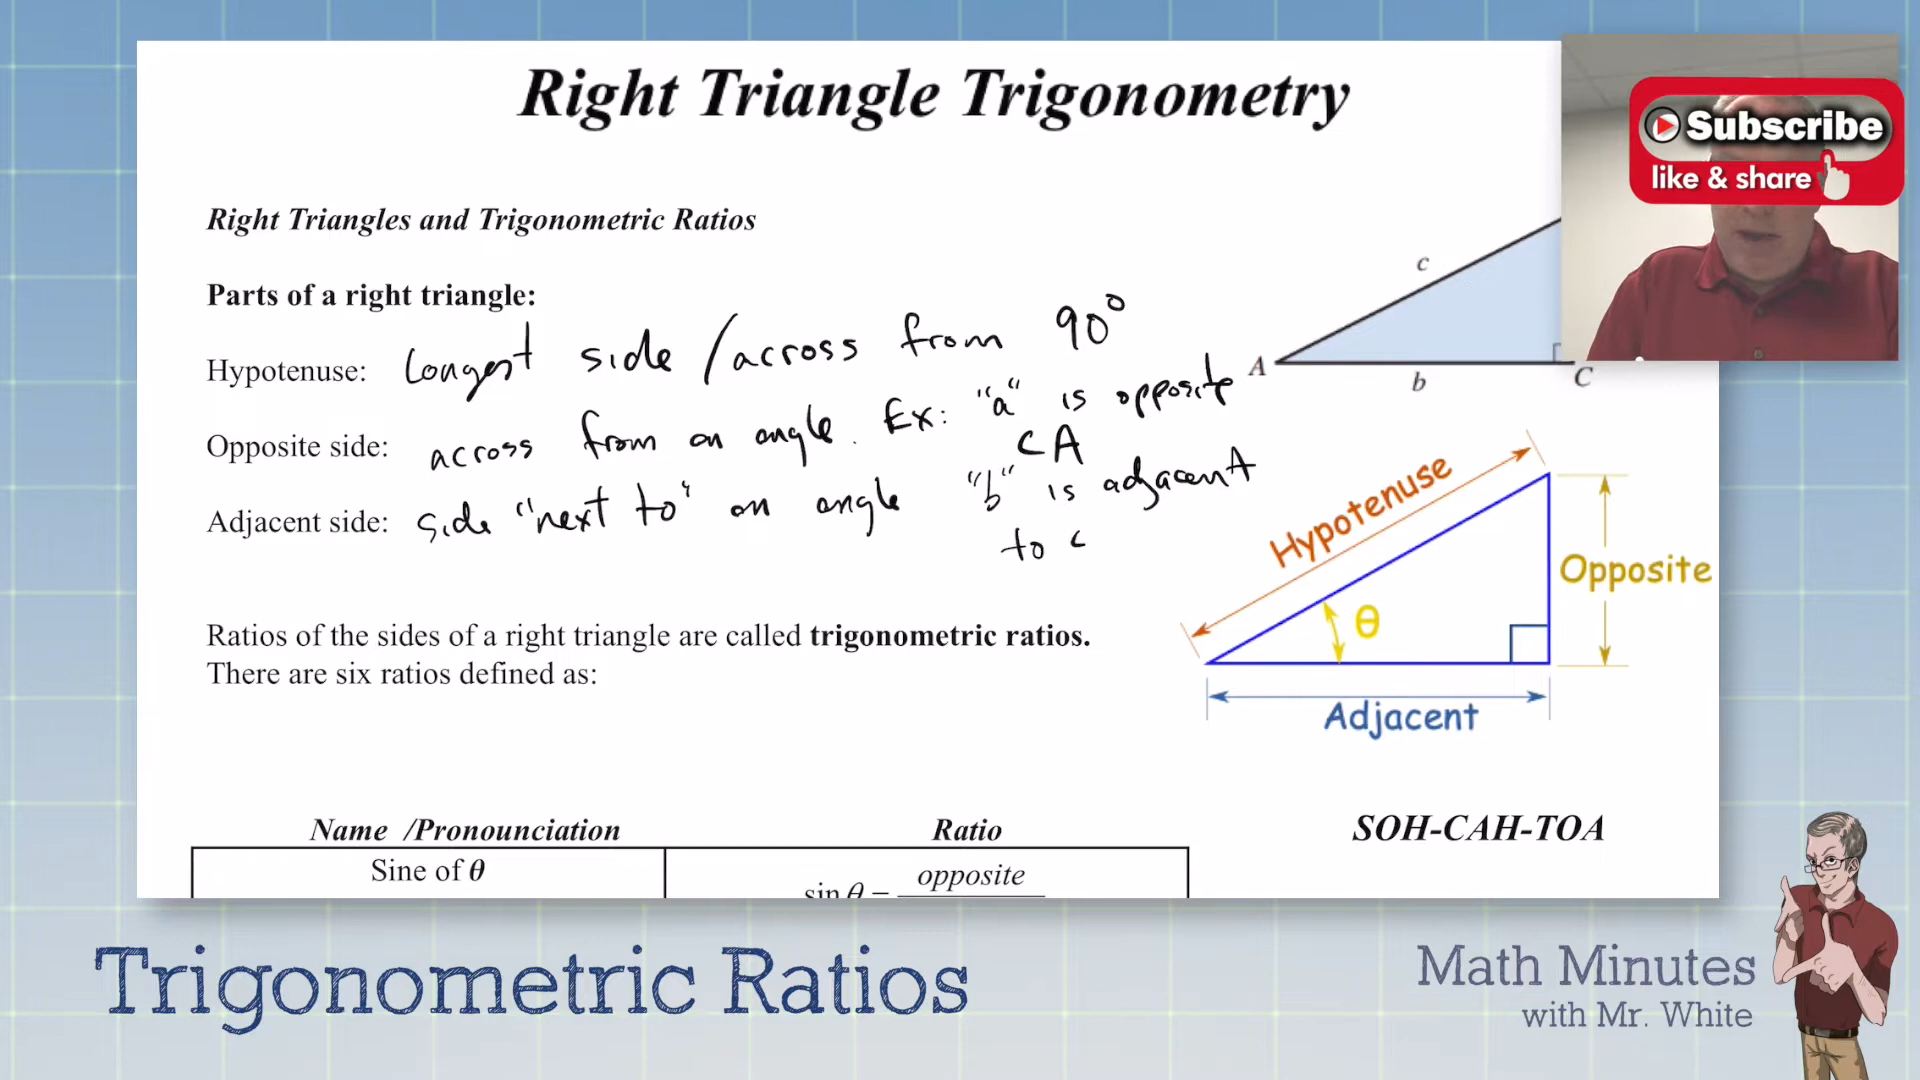 Right Triangle Trigonometry
Subscribe
like & share
Right Triangles and Trigonometric Ratios
c
Parts of a right triangle:
Hypotenuse: Longest side / across from 90°
A
b
C
Opposite side: across from an angle. Ex: "a" is opposite
∠A
Adjacent side: side "next to" an angle "b" is adjacent
to ∠
Hypotenuse
Opposite
θ
Adjacent
Ratios of the sides of a right triangle are called trigonometric ratios.
There are six ratios defined as:
Name /Pronounciation Ratio SOH-CAH-TOA
Sine of θ
sin θ = opposite
Trigonometric Ratios
Math Minutes
with Mr. White